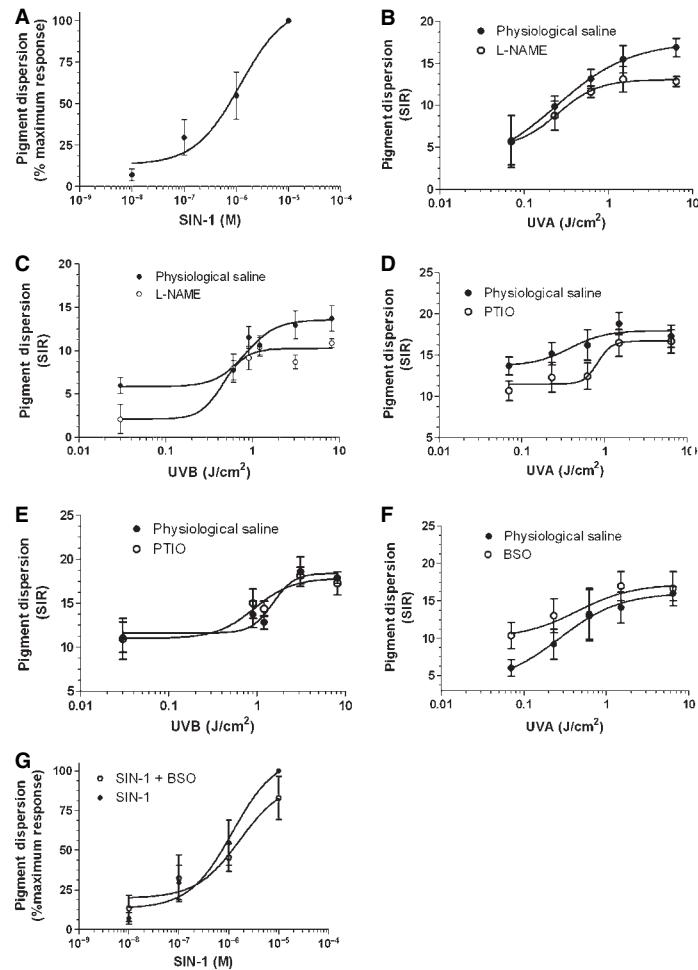 A
Pigment dispersion
(% maximum response)
100
75
50
25
0
10⁻⁹ 10⁻⁸ 10⁻⁷ 10⁻⁶ 10⁻⁵ 10⁻⁴
SIN-1 (M)
B
Physiological saline
L-NAME
Pigment dispersion
(SIR)
20
15
10
5
0
0.01 0.1 1 10
UVA (J/cm²)
C
Physiological saline
L-NAME
Pigment dispersion
(SIR)
20
15
10
5
0
0.01 0.1 1 10
UVB (J/cm²)
D
Physiological saline
PTIO
Pigment dispersion
(SIR)
25
20
15
10
5
0.01 0.1 1 10
UVA (J/cm²)
E
Physiological saline
PTIO
Pigment dispersion
(SIR)
25
20
15
10
5
0.01 0.1 1 10
UVB (J/cm²)
F
Physiological saline
BSO
Pigment dispersion
(SIR)
25
20
15
10
5
0
0.01 0.1 1 10
UVA (J/cm²)
G
SIN-1 + BSO
SIN-1
Pigment dispersion
(%maximum response)
100
75
50
25
0
10⁻⁹ 10⁻⁸ 10⁻⁷ 10⁻⁶ 10⁻⁵ 10⁻⁴
SIN-1 (M)